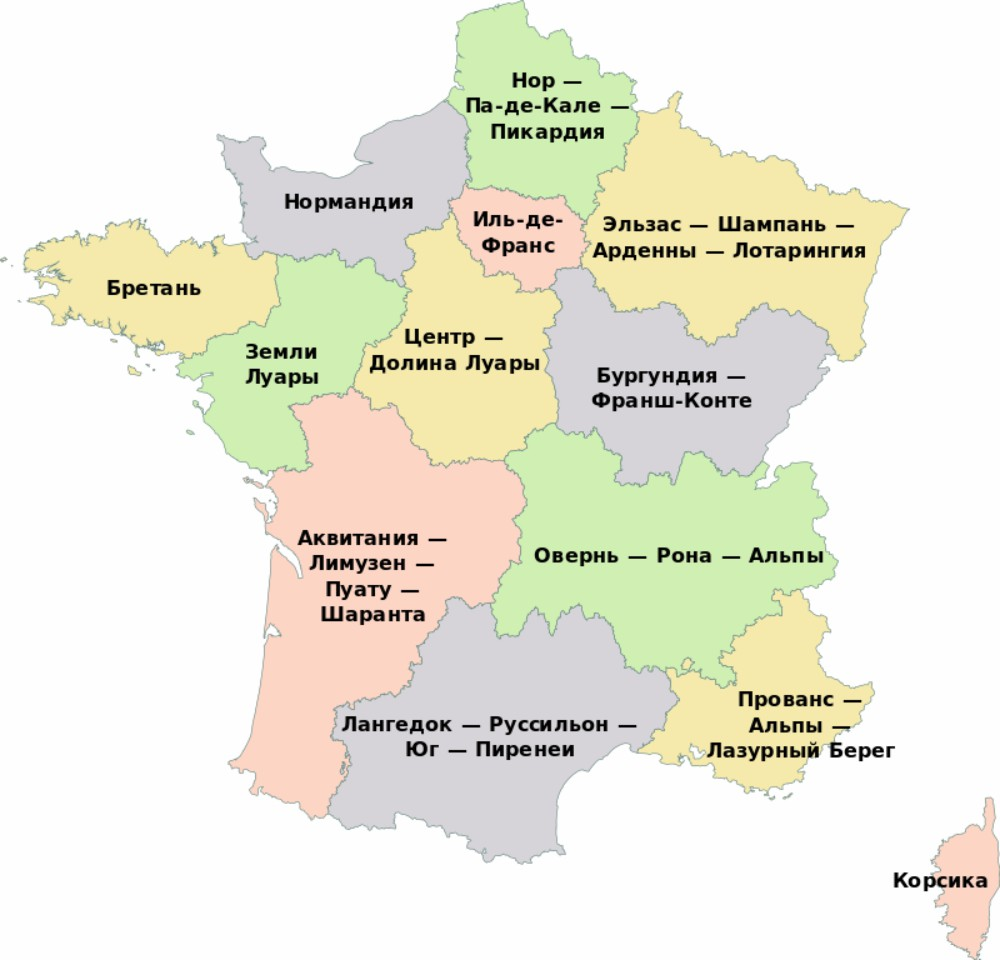 Нор —
Па-де-Кале —
Пикардия
Нормандия
Иль-де-
Франс
Эльзас — Шампань —
Арденны — Лотарингия
Бретань
Земли
Луары
Центр —
Долина Луары
Бургундия —
Франш-Конте
Аквитания —
Лимузен —
Пуату —
Шаранта
Овернь — Рона — Альпы
Лангедок — Руссильон —
Юг — Пиренеи
Прованс —
Альпы —
Лазурный Берег
Корсика